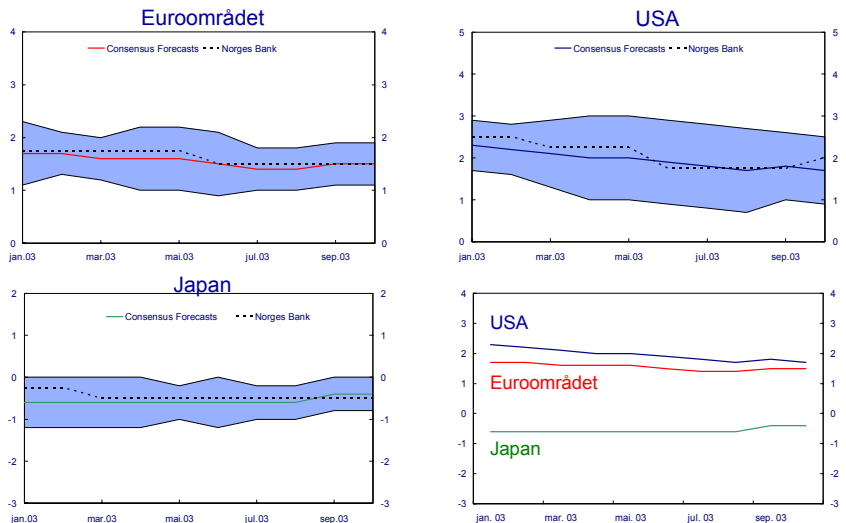 Euroområdet
4 4
Consensus Forecasts Norges Bank
3 3
2 2
1 1
0 0
jan.03 mar.03 mai.03 jul.03 sep.03
USA
5 5
Consensus Forecasts Norges Bank
4 4
3 3
2 2
1 1
0 0
jan.03 mar.03 mai.03 jul.03 sep.03
Japan
2 2
Consensus Forecasts Norges Bank
1 1
0 0
-1 -1
-2 -2
-3 -3
jan.03 mar.03 mai.03 jul.03 sep.03
4 4
USA
3 3
2 2
Euroområdet
1 1
0 0
Japan
-1 -1
-2 -2
-3 -3
jan. 03 mar. 03 mai. 03 jul. 03 sep. 03